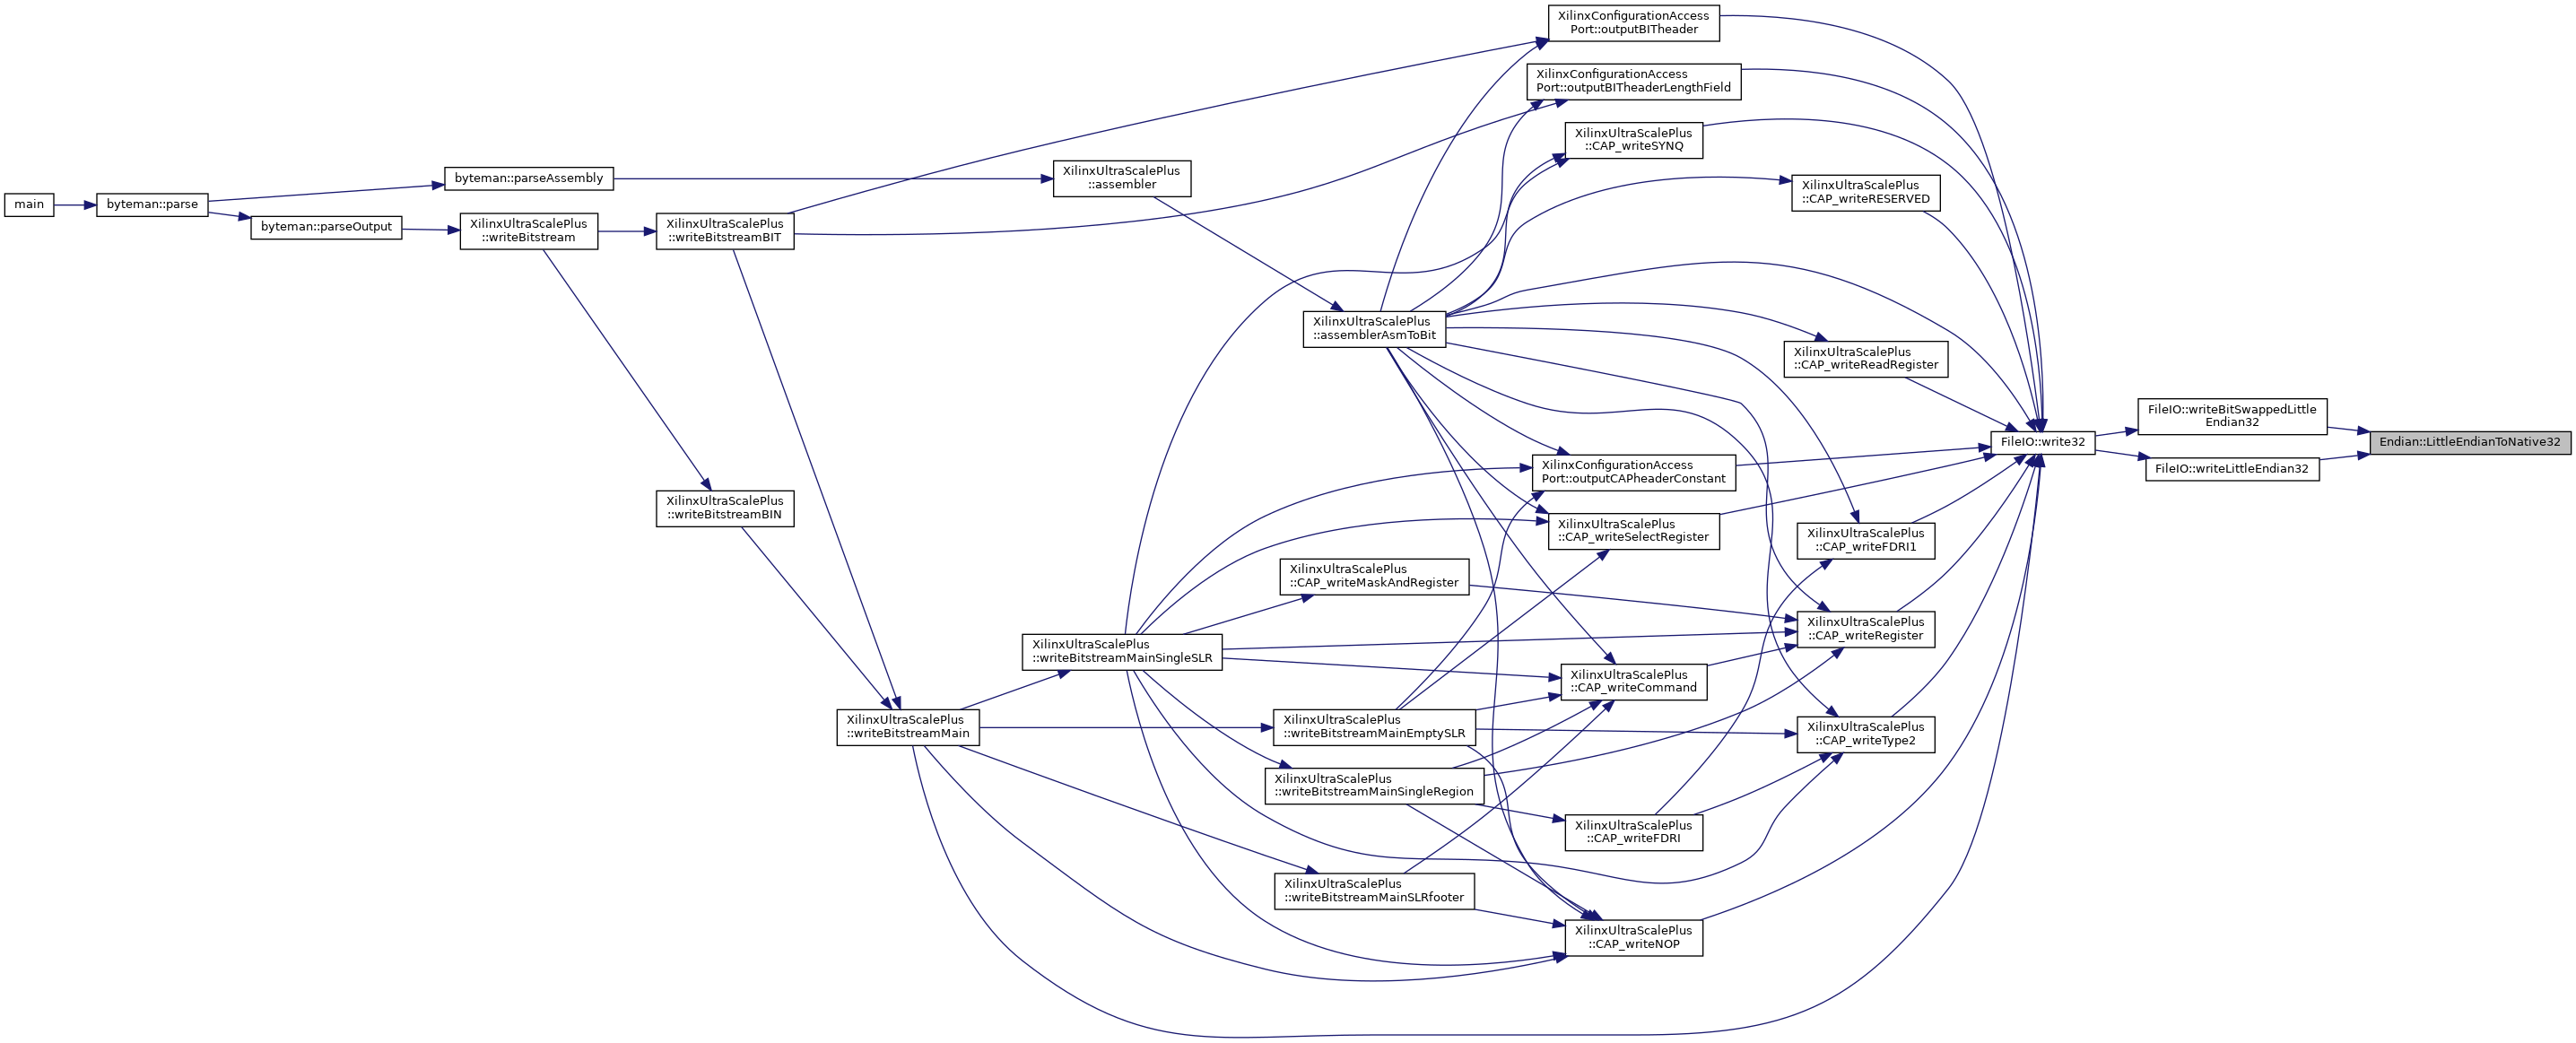 main
byteman::parse
byteman::parseAssembly
byteman::parseOutput
XilinxUltraScalePlus
::writeBitstream
XilinxUltraScalePlus
::writeBitstreamBIT
XilinxUltraScalePlus
::writeBitstreamBIN
XilinxUltraScalePlus
::writeBitstreamMain
XilinxUltraScalePlus
::assembler
XilinxUltraScalePlus
::writeBitstreamMainSingleSLR
XilinxUltraScalePlus
::assemblerAsmToBit
XilinxUltraScalePlus
::CAP_writeMaskAndRegister
XilinxUltraScalePlus
::writeBitstreamMainEmptySLR
XilinxUltraScalePlus
::writeBitstreamMainSingleRegion
XilinxUltraScalePlus
::writeBitstreamMainSLRfooter
XilinxConfigurationAccess
Port::outputBITheader
XilinxConfigurationAccess
Port::outputBITheaderLengthField
XilinxUltraScalePlus
::CAP_writeSYNQ
XilinxConfigurationAccess
Port::outputCAPheaderConstant
XilinxUltraScalePlus
::CAP_writeSelectRegister
XilinxUltraScalePlus
::CAP_writeCommand
XilinxUltraScalePlus
::CAP_writeFDRI
XilinxUltraScalePlus
::CAP_writeNOP
XilinxUltraScalePlus
::CAP_writeRESERVED
XilinxUltraScalePlus
::CAP_writeReadRegister
XilinxUltraScalePlus
::CAP_writeFDRI1
XilinxUltraScalePlus
::CAP_writeRegister
XilinxUltraScalePlus
::CAP_writeType2
FileIO::write32
FileIO::writeBitSwappedLittle
Endian32
FileIO::writeLittleEndian32
Endian::LittleEndianToNative32